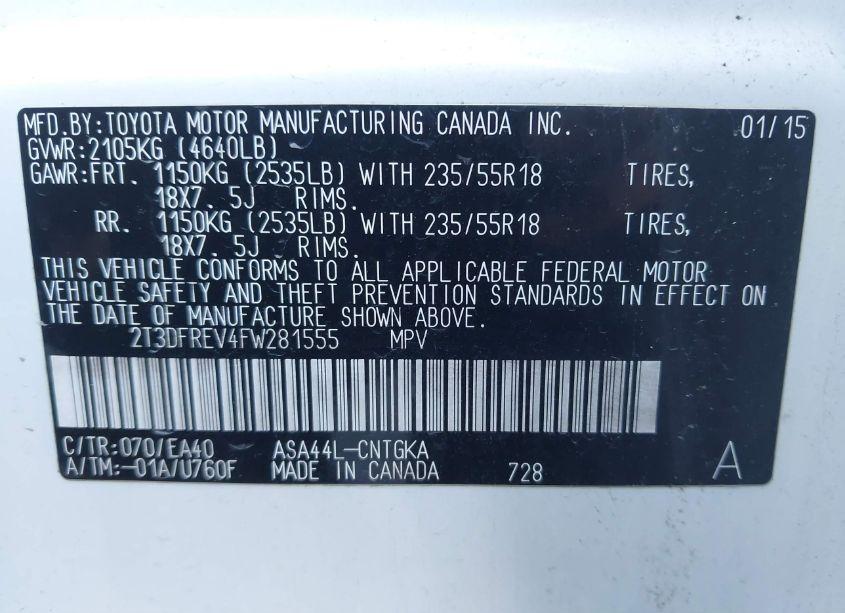 MFD.BY:TOYOTA MOTOR MANUFACTURING CANADA INC. 01/15
GVWR:2105KG (4640LB)
GAWR:FRT. 1150KG (2535LB) WITH 235/55R18 TIRES,
18X7. 5J RIMS.
RR. 1150KG (2535LB) WITH 235/55R18 TIRES,
18X7. 5J RIMS.
THIS VEHICLE CONFORMS TO ALL APPLICABLE FEDERAL MOTOR
VEHICLE SAFETY AND THEFT PREVENTION STANDARDS IN EFFECT ON
THE DATE OF MANUFACTURE SHOWN ABOVE.
2T3DFREV4FW281555 MPV
C/TR:070/EA40 ASA44L-CNTGKA
A/TM:-01A/U760F MADE IN CANADA 728 A